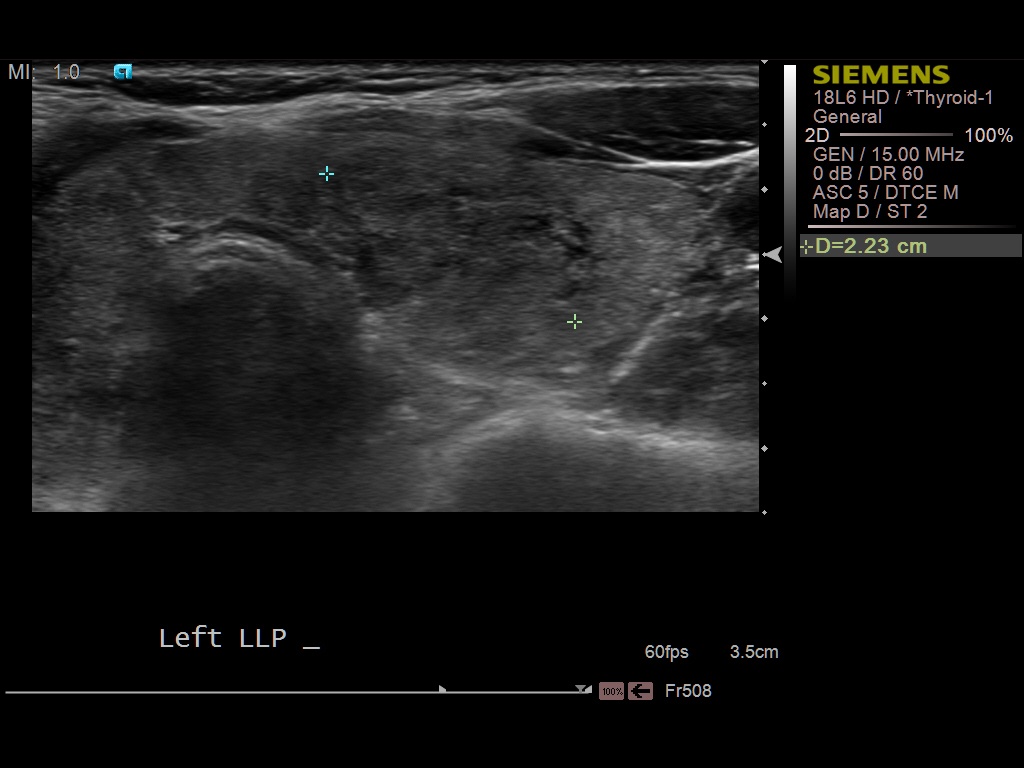 MI: 1.0
SIEMENS
18L6 HD / *Thyroid-1
General
2D 100%
GEN / 15.00 MHz
0 dB / DR 60
ASC 5 / DTCE M
Map D / ST 2
D=2.23 cm
Left LLP _
60fps 3.5cm
100% Fr508